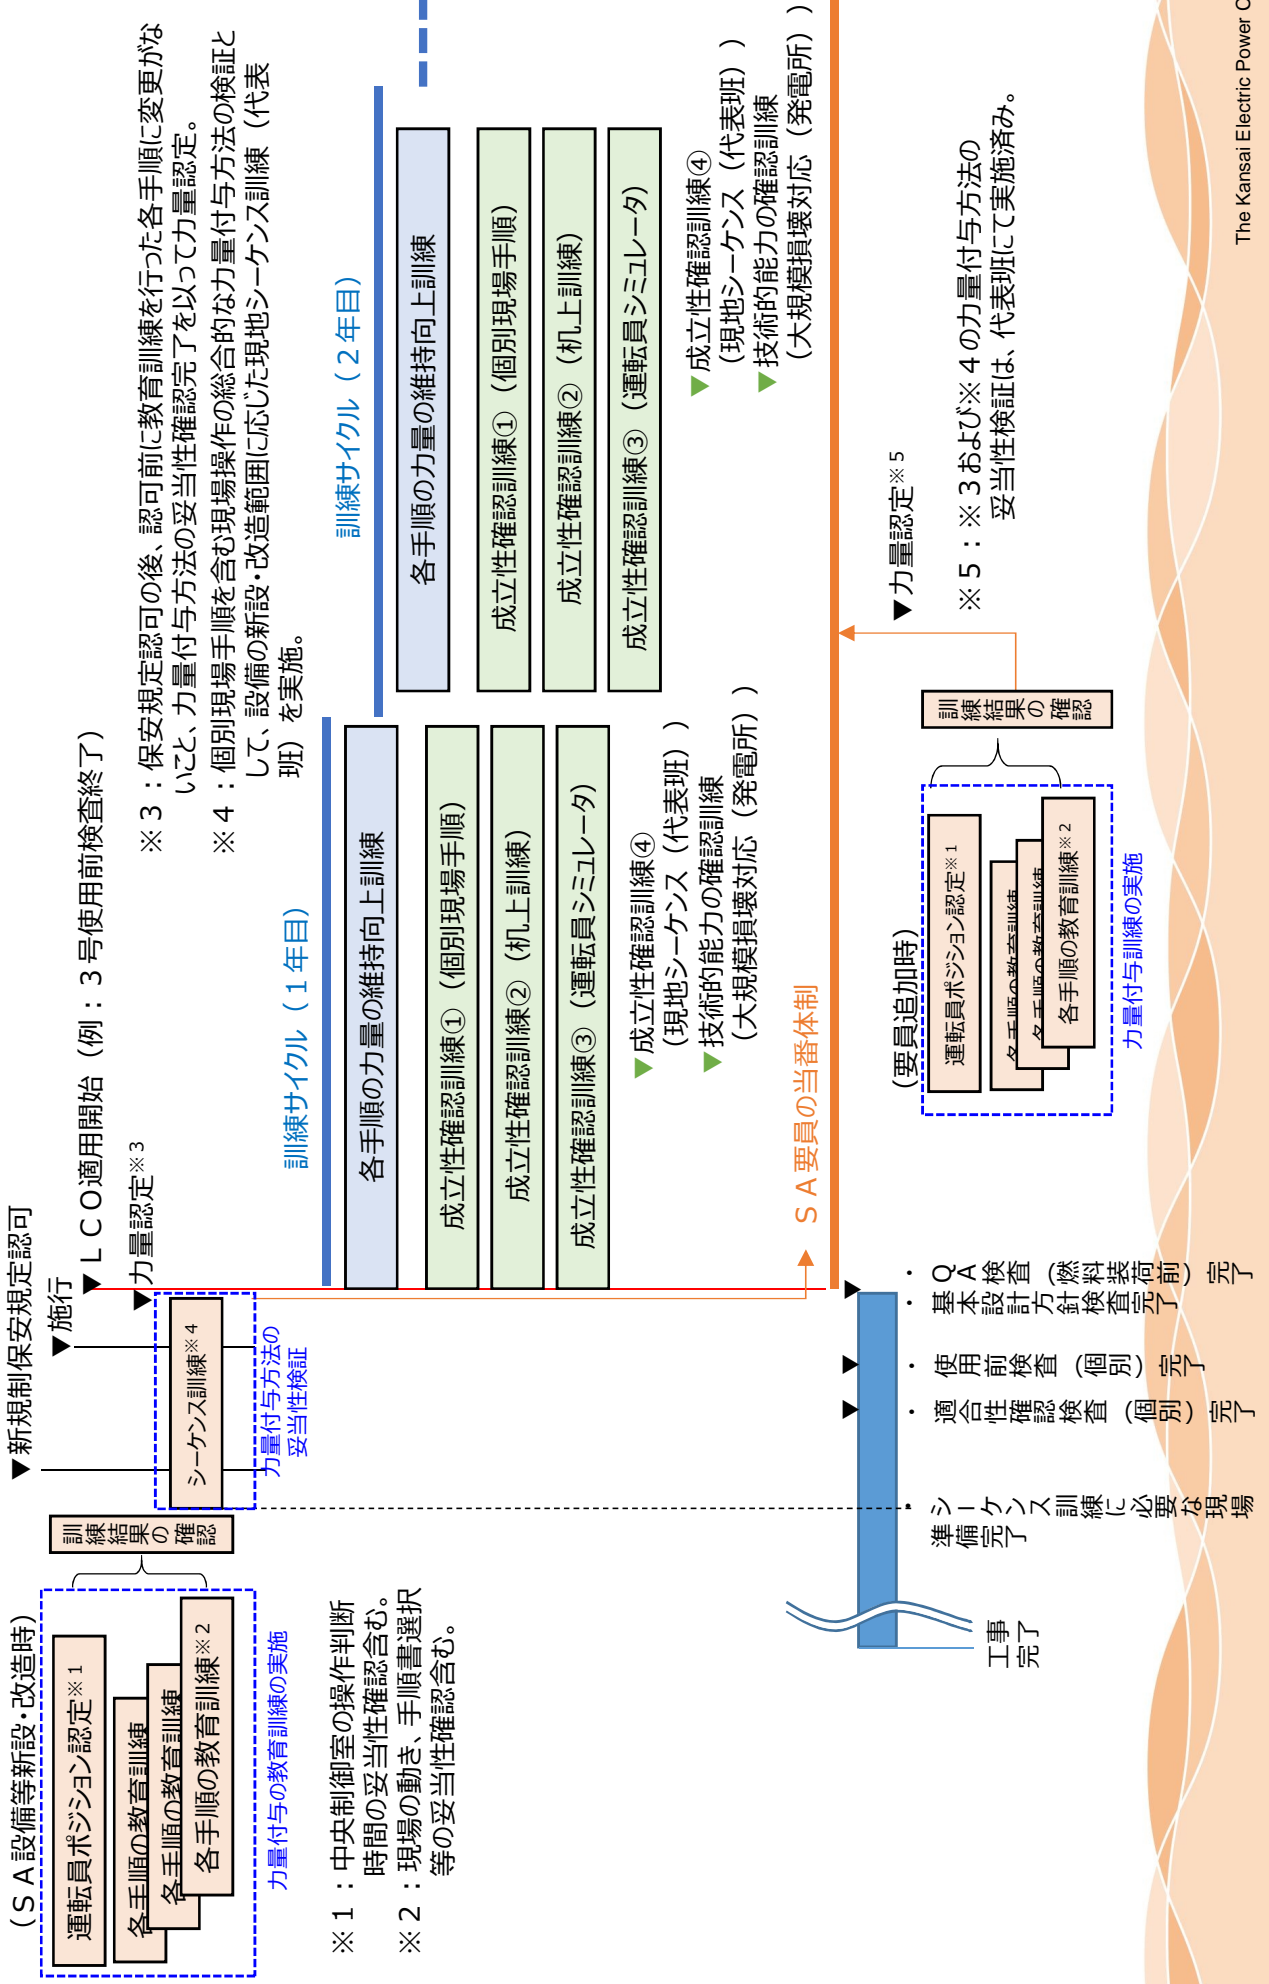 （ＳＡ設備等新設・改造時）
運転員ポジション認定※１
各手順の教育訓練
各手順の教育訓練
各手順の教育訓練※２
力量付与の教育訓練の実施
訓練結果の確認
※１：中央制御室の操作判断
時間の妥当性確認含む。
※２：現場の動き、手順書選択
等の妥当性確認含む。
▼新規制保安規定認可
▼施行
▼ＬＣＯ適用開始（例：３号使用前検査終了）
▼力量認定※３
シーケンス訓練※４
力量付与方法の
妥当性検証
※３：保安規定認可の後、認可前に教育訓練を行った各手順に変更がな
いこと、力量付与方法の妥当性確認完了を以って力量認定。
※４：個別現場手順を含む現場操作の総合的な力量付与方法の検証と
して、設備の新設・改造範囲に応じた現地シーケンス訓練（代表
班）を実施。
訓練サイクル（１年目）
各手順の力量の維持向上訓練
成立性確認訓練①（個別現場手順）
成立性確認訓練②（机上訓練）
成立性確認訓練③（運転員シミュレータ）
▼成立性確認訓練④
（現地シーケンス（代表班））
▼技術的能力の確認訓練
（大規模損壊対応（発電所））
訓練サイクル（２年目）
各手順の力量の維持向上訓練
成立性確認訓練①（個別現場手順）
成立性確認訓練②（机上訓練）
成立性確認訓練③（運転員シミュレータ）
▼成立性確認訓練④
（現地シーケンス（代表班））
▼技術的能力の確認訓練
（大規模損壊対応（発電所））
ＳＡ要員の当番体制
工事
完了
・シーケンス訓練に必要な現場
準備完了
・適合性確認検査（個別）完了
・使用前検査（個別）完了
・基本設計方針検査完了
・ＱＡ検査（燃料装荷前）完了
（要員追加時）
運転員ポジション認定※１
各手順の教育訓練
各手順の教育訓練
各手順の教育訓練※２
力量付与訓練の実施
訓練結果の確認
▼力量認定※５
※５：※３および※４の力量付与方法の
妥当性検証は、代表班にて実施済み。
The Kansai Electric Power C